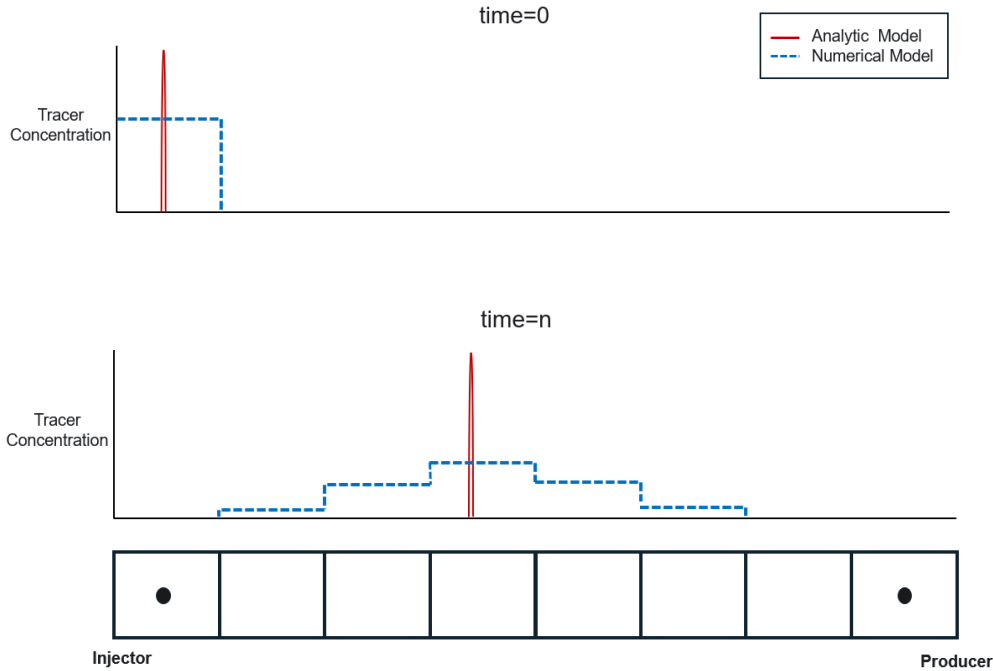 time=0
Analytic Model
Numerical Model
Tracer
Concentration
time=n
Tracer
Concentration
Injector
Producer